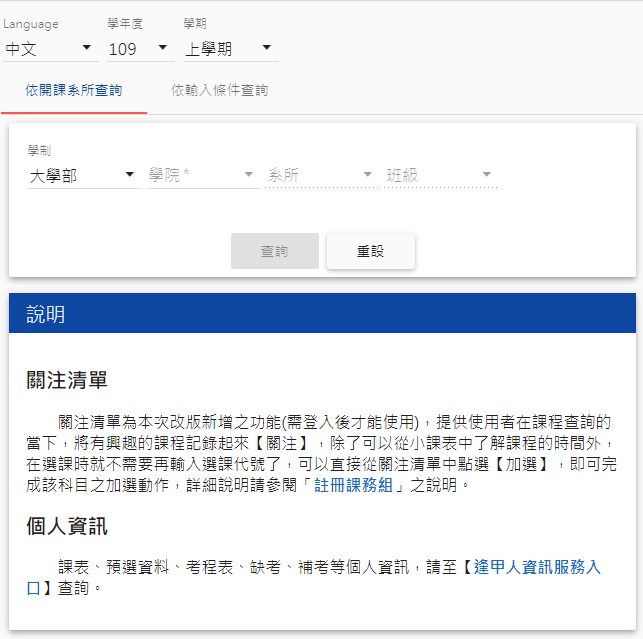 Language 學年度 學期
中文 109 上學期
依開課系所查詢 依輸入條件查詢
學制
大學部 學院 * 系所 班級
查詢 重設
說明
關注清單
關注清單為本次改版新增之功能(需登入後才能使用)，提供使用者在課程查詢的
當下，將有興趣的課程記錄起來【關注】，除了可以從小課表中了解課程的時間外，
在選課時就不需要再輸入選課代號了，可以直接從關注清單中點選【加選】，即可完
成該科目之加選動作，詳細說明請參閱「註冊課務組」之說明。
個人資訊
課表、預選資料、考程表、缺考、補考等個人資訊，請至【逢甲人資訊服務入
口】查詢。